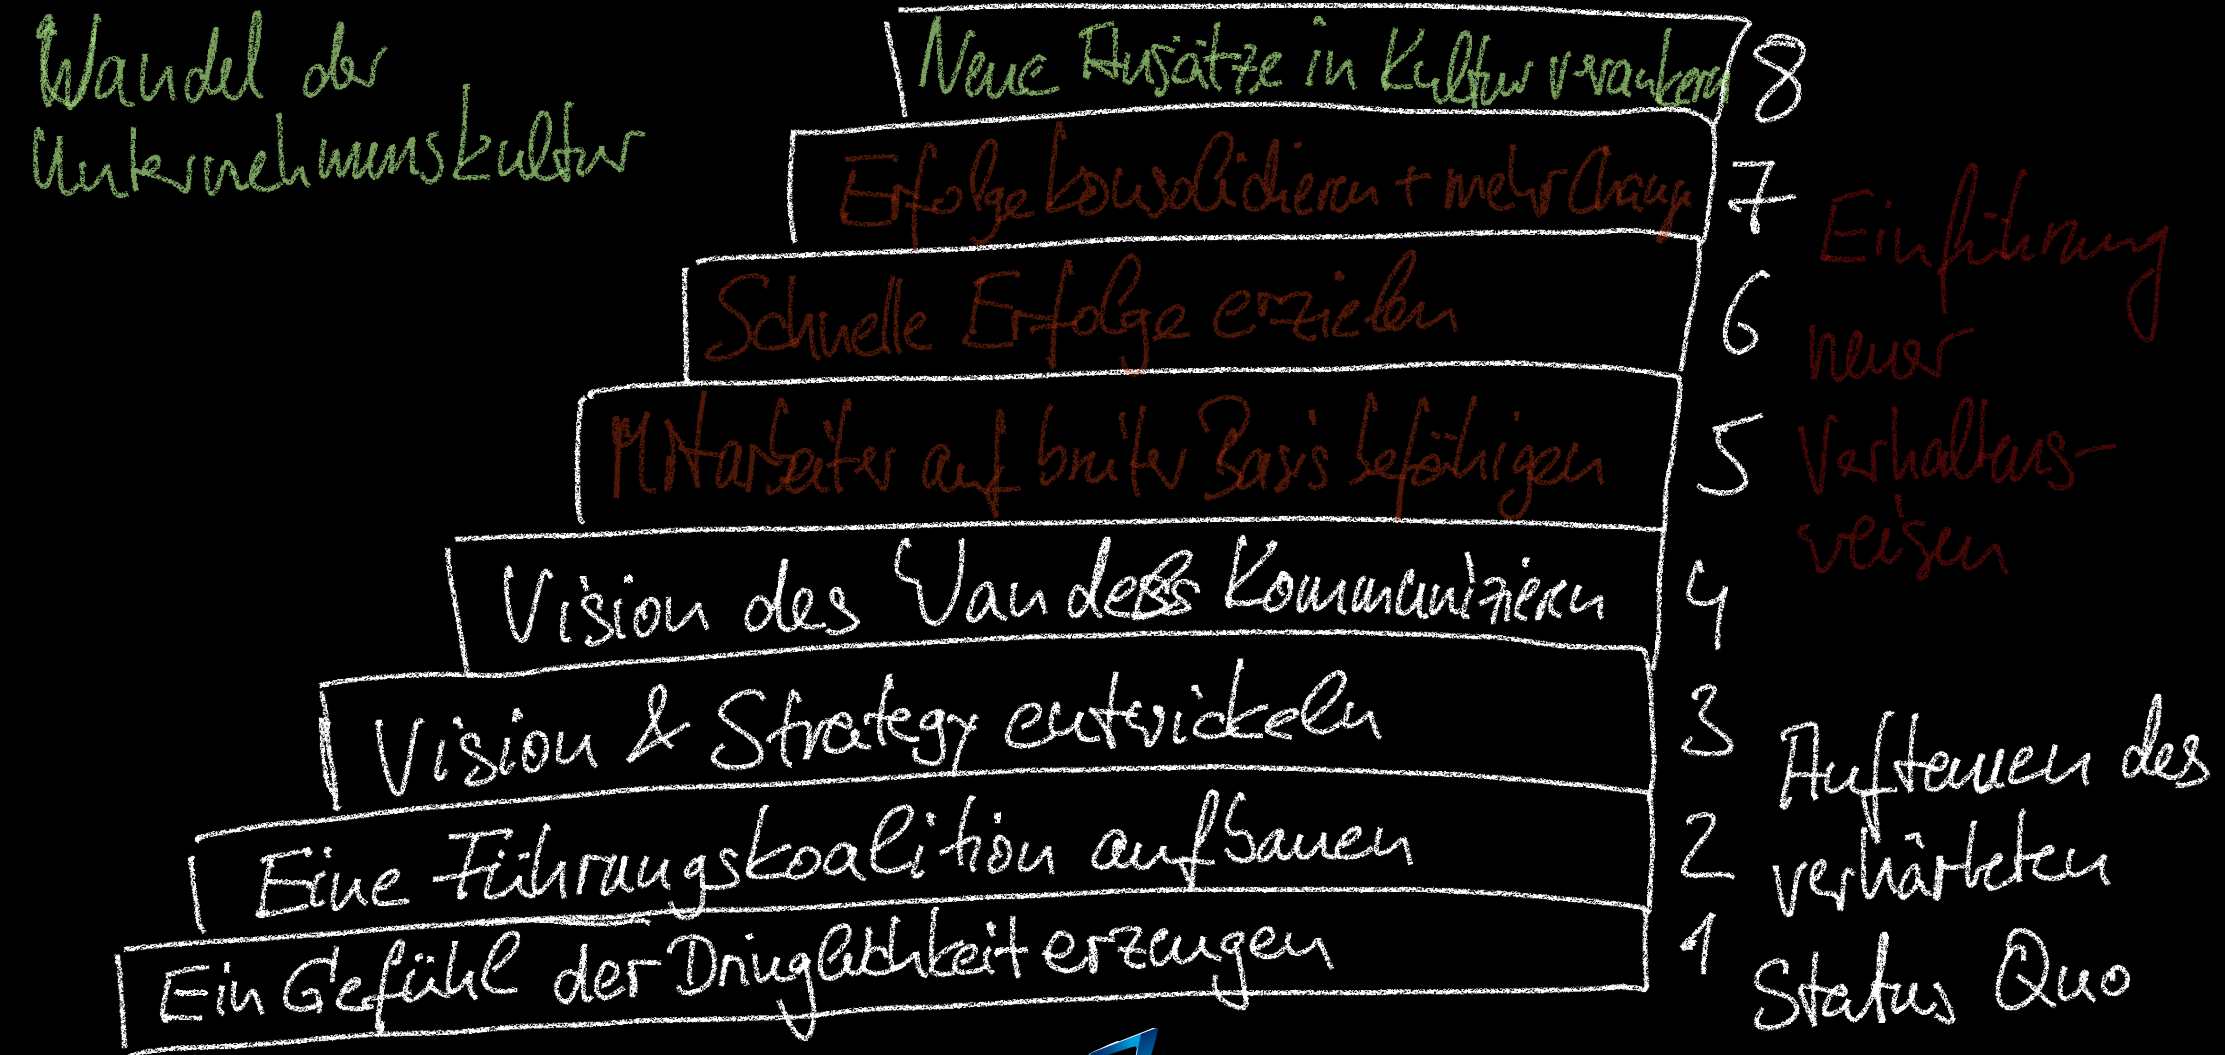 Wandel der
Unternehmenskultur
Neue Ansätze in Kultur verankern 8
Erfolge konsolidieren + mehr Change 7
Schnelle Erfolge erzielen 6
Mitarbeiter auf breiter Basis befähigen 5
Einführung
neuer
Verhaltens-
weisen
Vision des Wandels kommunizieren 4
Vision & Strategy entwickeln 3
Eine Führungskoalition aufbauen 2
Ein Gefühl der Dringlichkeit erzeugen 1
Auftauen des
verhärteten
Status Quo